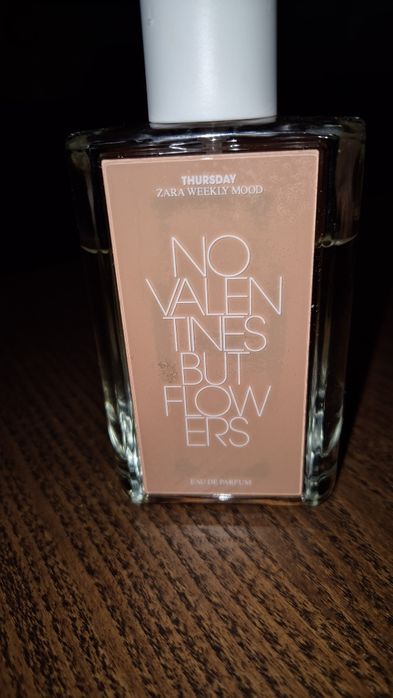 THURSDAY
ZARA WEEKLY MOOD
NO
VALEN
TINES
BUT
FLOW
ERS
EAU DE PARFUM